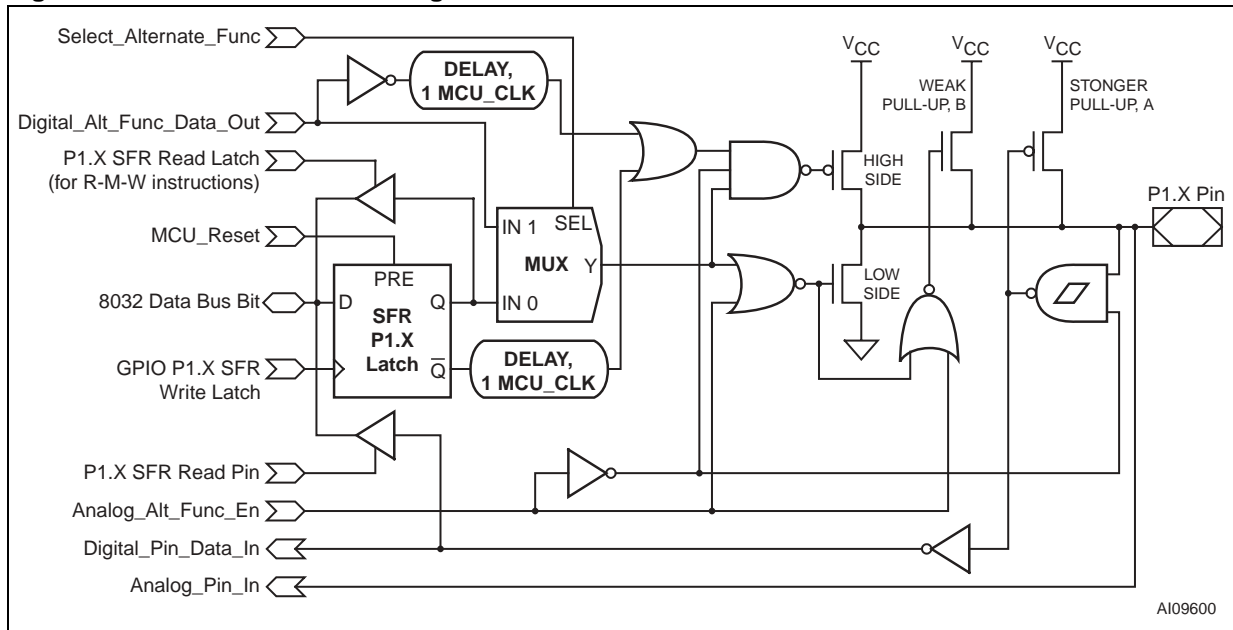 Select_Alternate_Func
DELAY,
1 MCU_CLK
Digital_Alt_Func_Data_Out
P1.X SFR Read Latch
(for R-M-W instructions)
MCU_Reset
8032 Data Bus Bit
GPIO P1.X SFR
Write Latch
P1.X SFR Read Pin
Analog_Alt_Func_En
Digital_Pin_Data_In
Analog_Pin_In
PRE
D
Q
SFR
P1.X
Latch
Q
IN 1
SEL
MUX
Y
IN 0
DELAY,
1 MCU_CLK
VCC
HIGH
SIDE
LOW
SIDE
VCC
WEAK
PULL-UP, B
VCC
STONGER
PULL-UP, A
P1.X Pin
AI09600